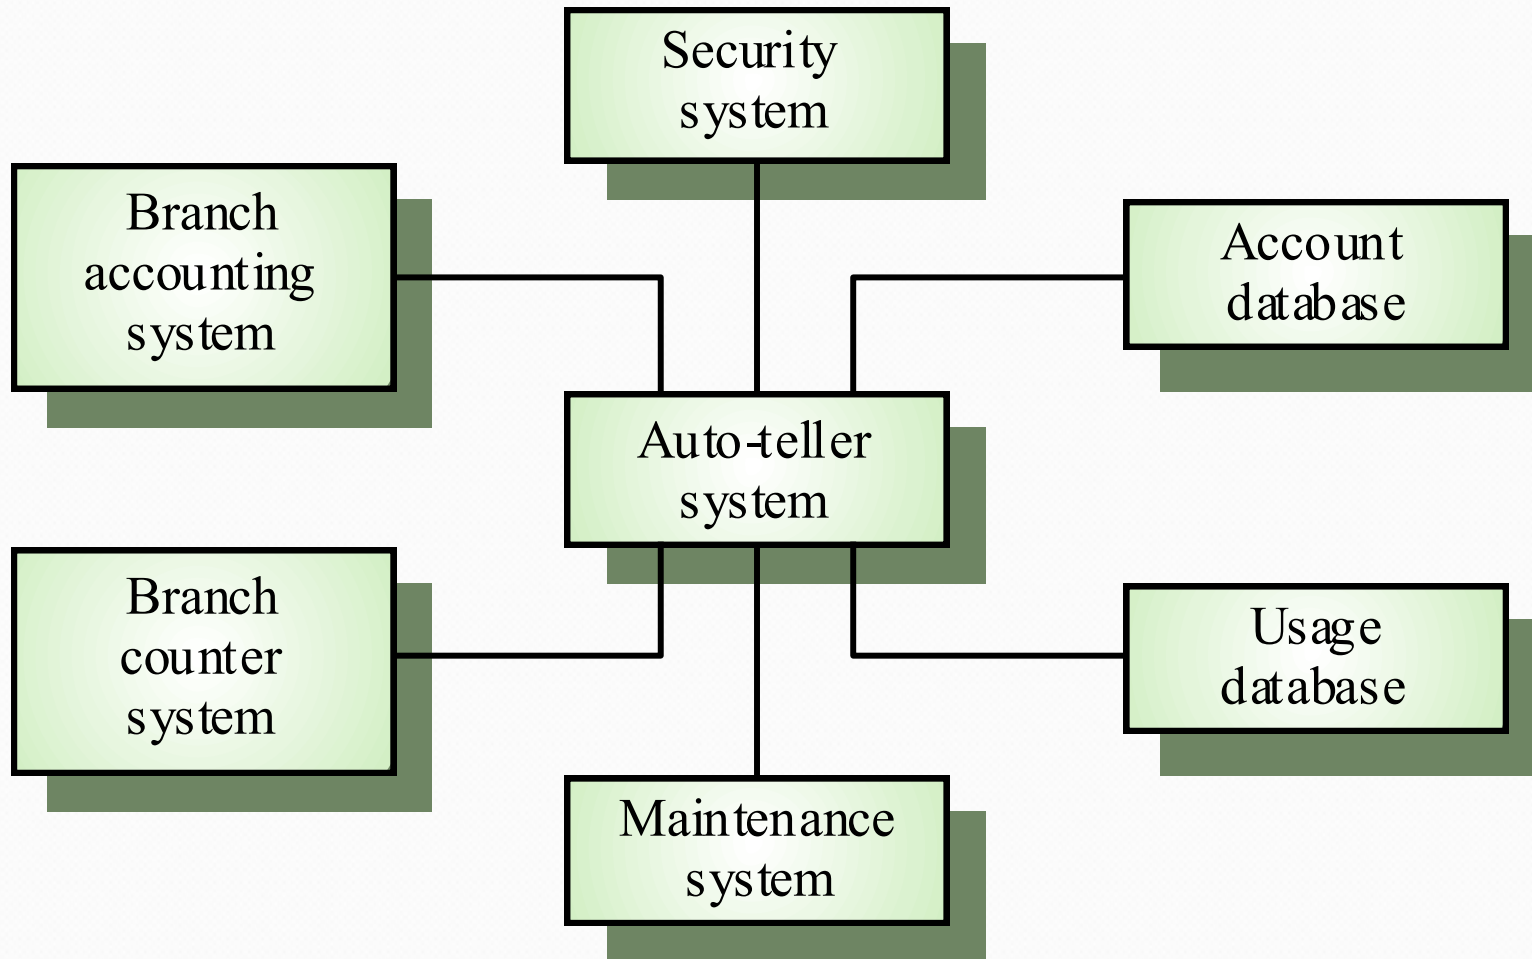 Security
system
Branch
accounting
system
Account
database
Auto-teller
system
Branch
counter
system
Usage
database
Maintenance
system